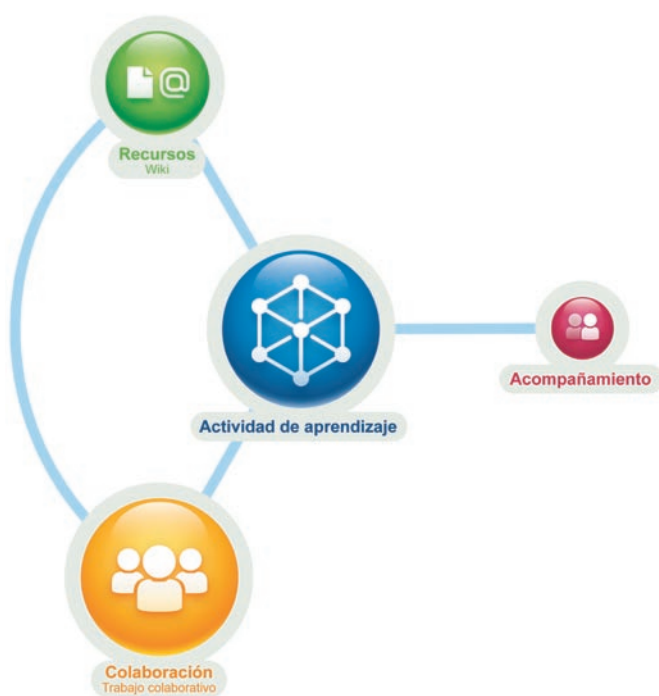 @
Recursos
Wiki
Actividad de aprendizaje
Acompañamiento
Colaboración
Trabajo colaborativo